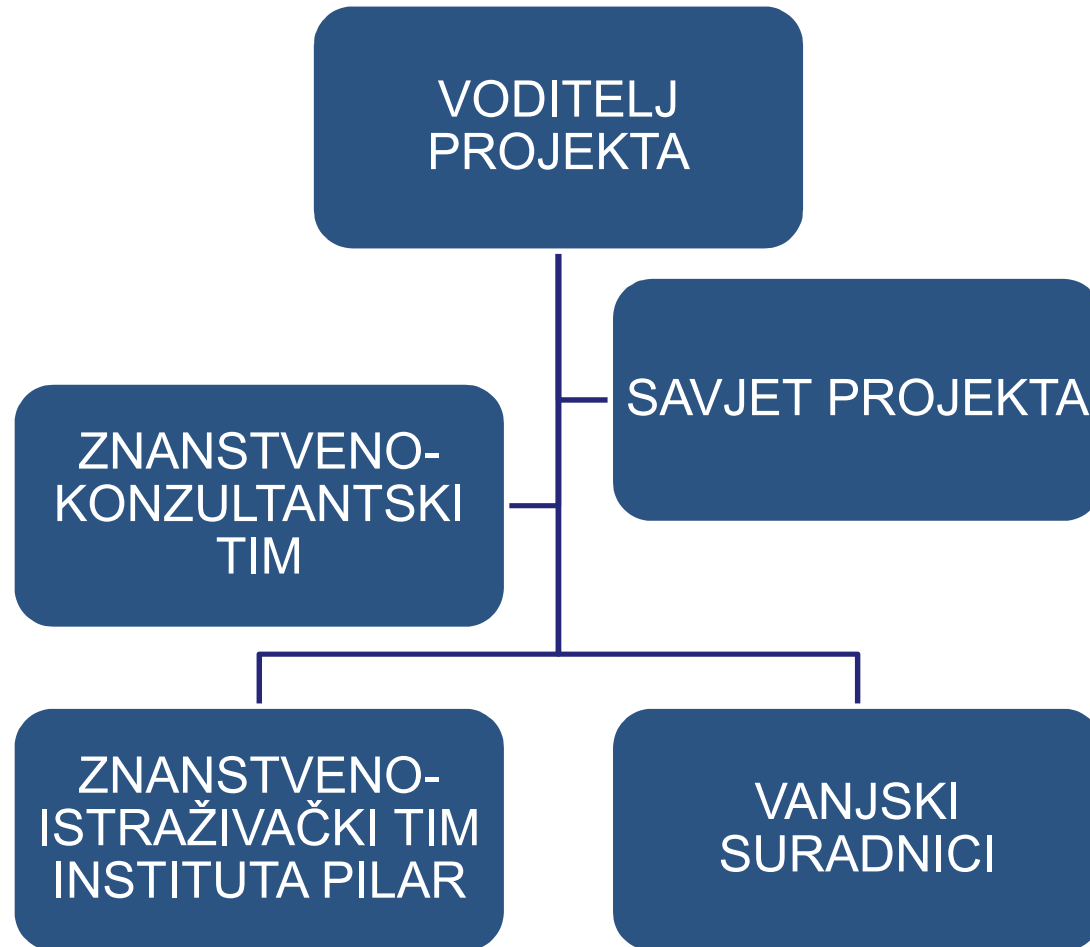 VODITELJ
PROJEKTA
SAVJET PROJEKTA
ZNANSTVENO-
KONZULTANTSKI
TIM
ZNANSTVENO-
ISTRAŽIVAČKI TIM
INSTITUTA PILAR
VANJSKI
SURADNICI